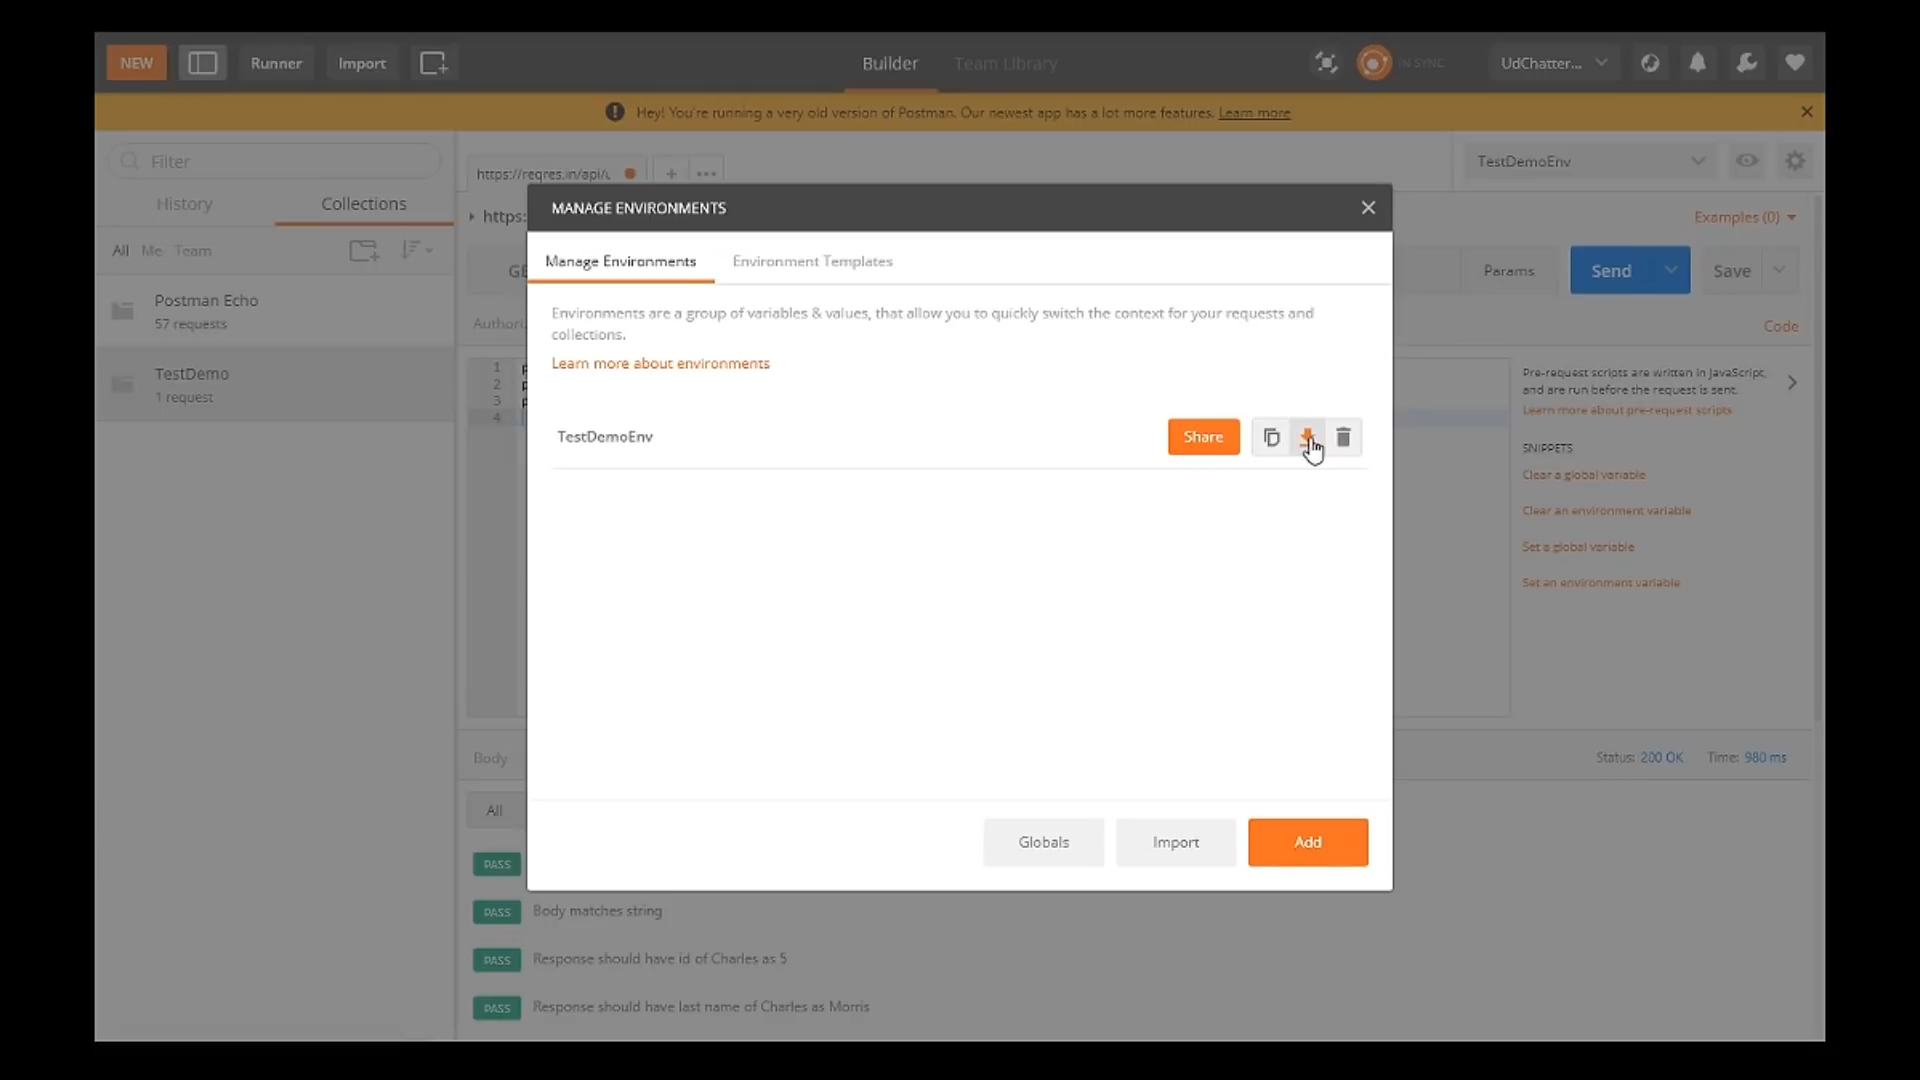 NEW
Runner
Import
Builder
Team Library
IN SYNC
UdChatter...
Hey! You're running a very old version of Postman. Our newest app has a lot more features. Learn more
Filter
History
Collections
All Me Team
Postman Echo
57 requests
TestDemo
1 request
https://reqres.in/api/
TestDemoEnv
https:
Examples (0)
Params
Send
Save
Code
1
2
3
4
Pre-request scripts are written in JavaScript,
and are run before the request is sent.
Learn more about pre-request scripts
SNIPPETS
Clear a global variable
Clear an environment variable
Set a global variable
Set an environment variable
MANAGE ENVIRONMENTS
Manage Environments
Environment Templates
Environments are a group of variables & values, that allow you to quickly switch the context for your requests and
collections.
Learn more about environments
TestDemoEnv
Share
Globals
Import
Add
Body
Status: 200 OK
Time: 980 ms
All
PASS
PASS Body matches string
PASS Response should have id of Charles as 5
PASS Response should have last name of Charles as Morris